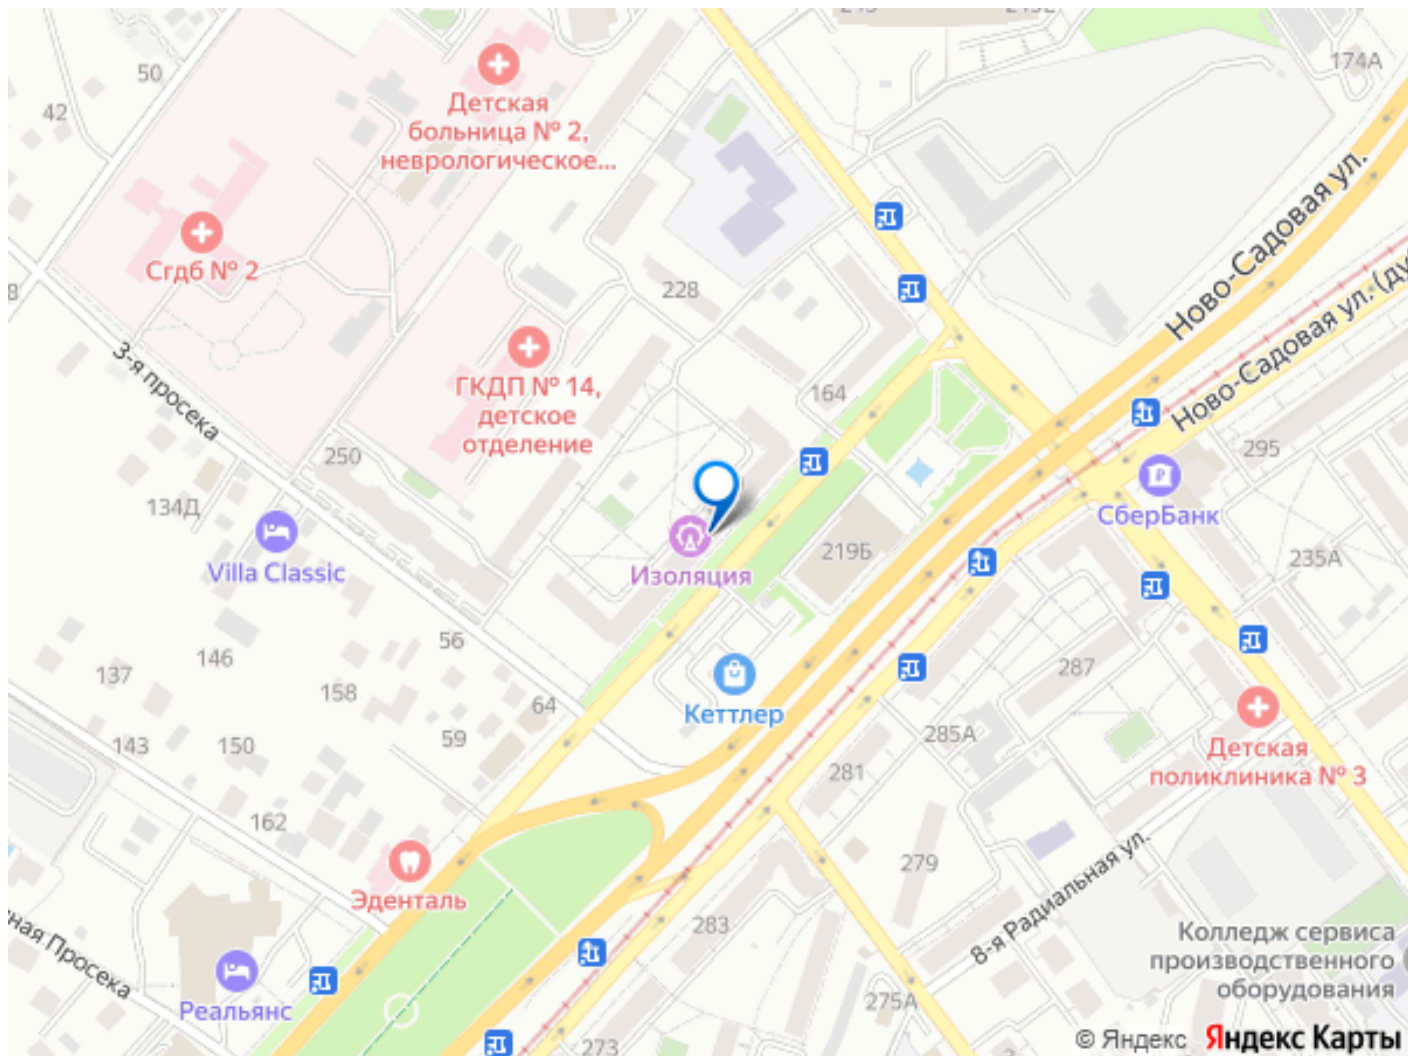 50
42
Детская
больница № 2,
неврологическое...
174А
Сгдб № 2
228
Ново-Садовая ул.
Ново-Садовая ул. (ду
3-я просека
ГКДП № 14,
детское
отделение
164
250
134Д
295
СберБанк
Villa Classic
Изоляция
219Б
235А
56
146
137
158
64
287
Кеттлер
59
143
150
285А
281
Детская
поликлиника № 3
162
279
Эденталь
8-я Радиальная ул.
283
ная Просека
Колледж сервиса
производственного
оборудования
Реальянс
275А
273
© Яндекс Яндекс Карты